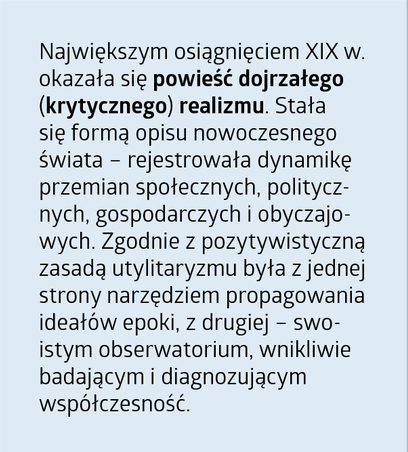 Największym osiągnięciem XIX w.
okazała się powieść dojrzałego
(krytycznego) realizmu. Stała
się formą opisu nowoczesnego
świata – rejestrowała dynamikę
przemian społecznych, politycz-
nych, gospodarczych i obyczajo-
wych. Zgodnie z pozytywistyczną
zasadą utylitaryzmu była z jednej
strony narzędziem propagowania
ideałów epoki, z drugiej – swo-
istym obserwatorium, wnikliwie
badającym i diagnozującym
współczesność.